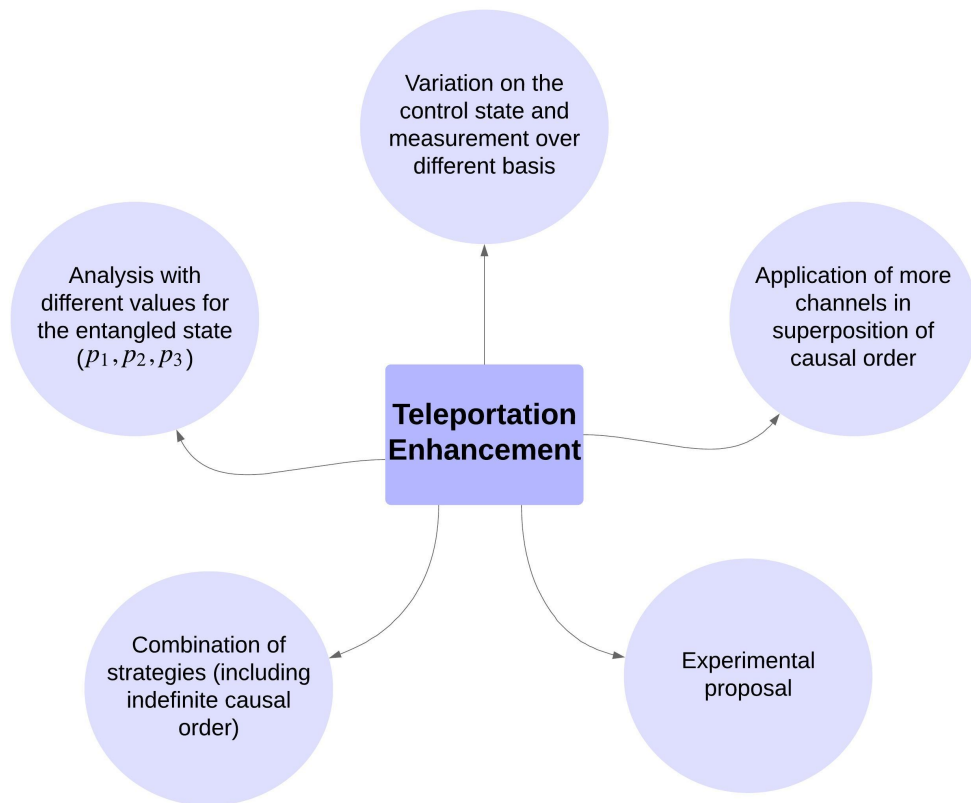 Variation on the
control state and
measurement over
different basis
Analysis with
different values for
the entangled state
(p₁, p₂, p₃)
Application of more
channels in
superposition of
causal order
Teleportation
Enhancement
Combination of
strategies (including
indefinite causal
order)
Experimental
proposal